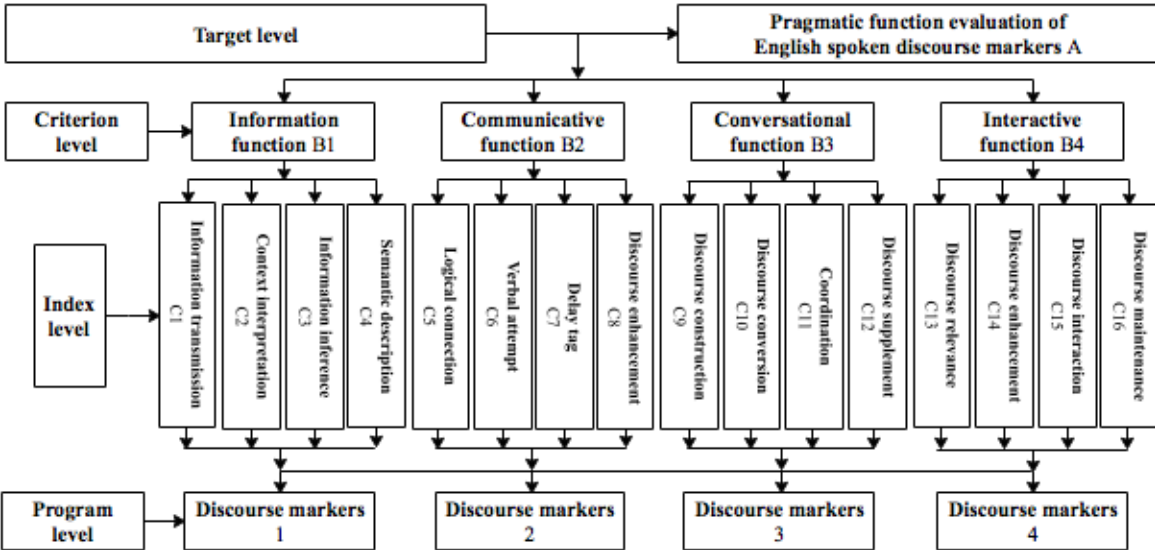 Target level
Pragmatic function evaluation of
English spoken discourse markers A
Criterion
level
Information
function B1
Communicative
function B2
Conversational
function B3
Interactive
function B4
Index
level
Information transmission
C1
Context interpretation
C2
Information inference
C3
Semantic description
C4
Logical connection
C5
Verbal attempt
C6
Delay tag
C7
Discourse enhancement
C8
Discourse construction
C9
Discourse conversion
C10
Coordination
C11
Discourse supplement
C12
Discourse relevance
C13
Discourse enhancement
C14
Discourse interaction
C15
Discourse maintenance
C16
Program
level
Discourse markers
1
Discourse markers
2
Discourse markers
3
Discourse markers
4